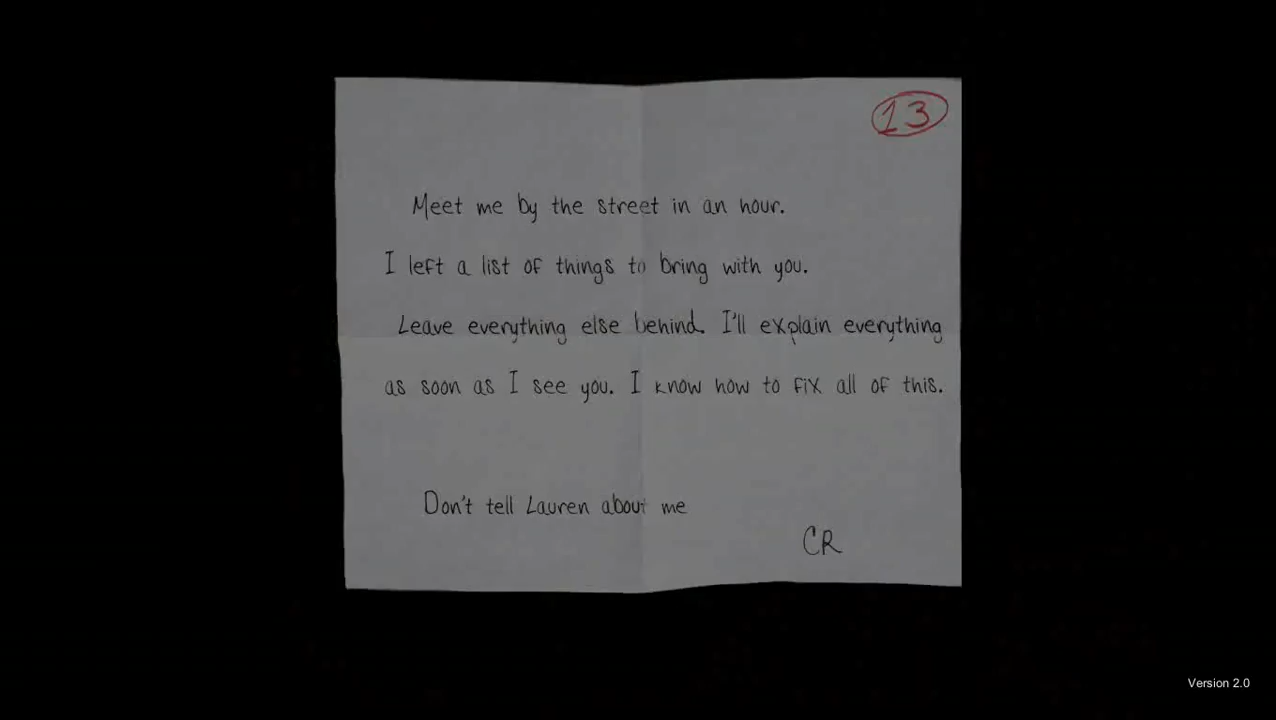 13
Meet me by the street in an hour.
I left a list of things to bring with you.
Leave everything else behind. I'll explain everything
as soon as I see you. I know how to fix all of this.
Don't tell Lauren about me
CR
Version 2.0